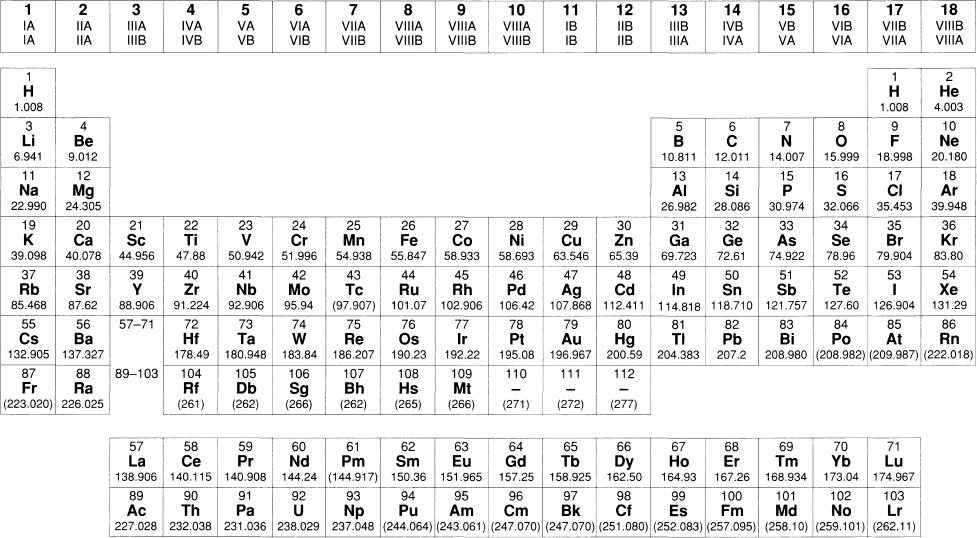 1 2 3 4 5 6 7 8 9 10 11 12 13 14 15 16 17 18
IA IIA IIIA IVA VA VIA VIIA VIIIA VIIIA VIIIA IB IIB IIIB IVB VB VIB VIIB VIIIB
IA IIA IIIB IVB VB VIB VIIB VIIIB VIIIB VIIIB IB IIB IIIA IVA VA VIA VIIA VIIIA
1 1 2
H H He
1.008 1.008 4.003
3 4 5 6 7 8 9 10
Li Be B C N O F Ne
6.941 9.012 10.811 12.011 14.007 15.999 18.998 20.180
11 12 13 14 15 16 17 18
Na Mg Al Si P S Cl Ar
22.990 24.305 26.982 28.086 30.974 32.066 35.453 39.948
19 20 21 22 23 24 25 26 27 28 29 30 31 32 33 34 35 36
K Ca Sc Ti V Cr Mn Fe Co Ni Cu Zn Ga Ge As Se Br Kr
39.098 40.078 44.956 47.88 50.942 51.996 54.938 55.847 58.933 58.693 63.546 65.39 69.723 72.61 74.922 78.96 79.904 83.80
37 38 39 40 41 42 43 44 45 46 47 48 49 50 51 52 53 54
Rb Sr Y Zr Nb Mo Tc Ru Rh Pd Ag Cd In Sn Sb Te I Xe
85.468 87.62 88.906 91.224 92.906 95.94 (97.907) 101.07 102.906 106.42 107.868 112.411 114.818 118.710 121.757 127.60 126.904 131.29
55 56 57–71 72 73 74 75 76 77 78 79 80 81 82 83 84 85 86
Cs Ba Hf Ta W Re Os Ir Pt Au Hg Tl Pb Bi Po At Rn
132.905 137.327 178.49 180.948 183.84 186.207 190.23 192.22 195.08 196.967 200.59 204.383 207.2 208.980 (208.982) (209.987) (222.018)
87 88 89–103 104 105 106 107 108 109 110 111 112
Fr Ra Rf Db Sg Bh Hs Mt – – –
(223.020) 226.025 (261) (262) (266) (262) (265) (266) (271) (272) (277)
57 58 59 60 61 62 63 64 65 66 67 68 69 70 71
La Ce Pr Nd Pm Sm Eu Gd Tb Dy Ho Er Tm Yb Lu
138.906 140.115 140.908 144.24 (144.917) 150.36 151.965 157.25 158.925 162.50 164.93 167.26 168.934 173.04 174.967
89 90 91 92 93 94 95 96 97 98 99 100 101 102 103
Ac Th Pa U Np Pu Am Cm Bk Cf Es Fm Md No Lr
227.028 232.038 231.036 238.029 237.048 (244.064) (243.061) (247.070) (247.070) (251.080) (252.083) (257.095) (258.10) (259.101) (262.11)